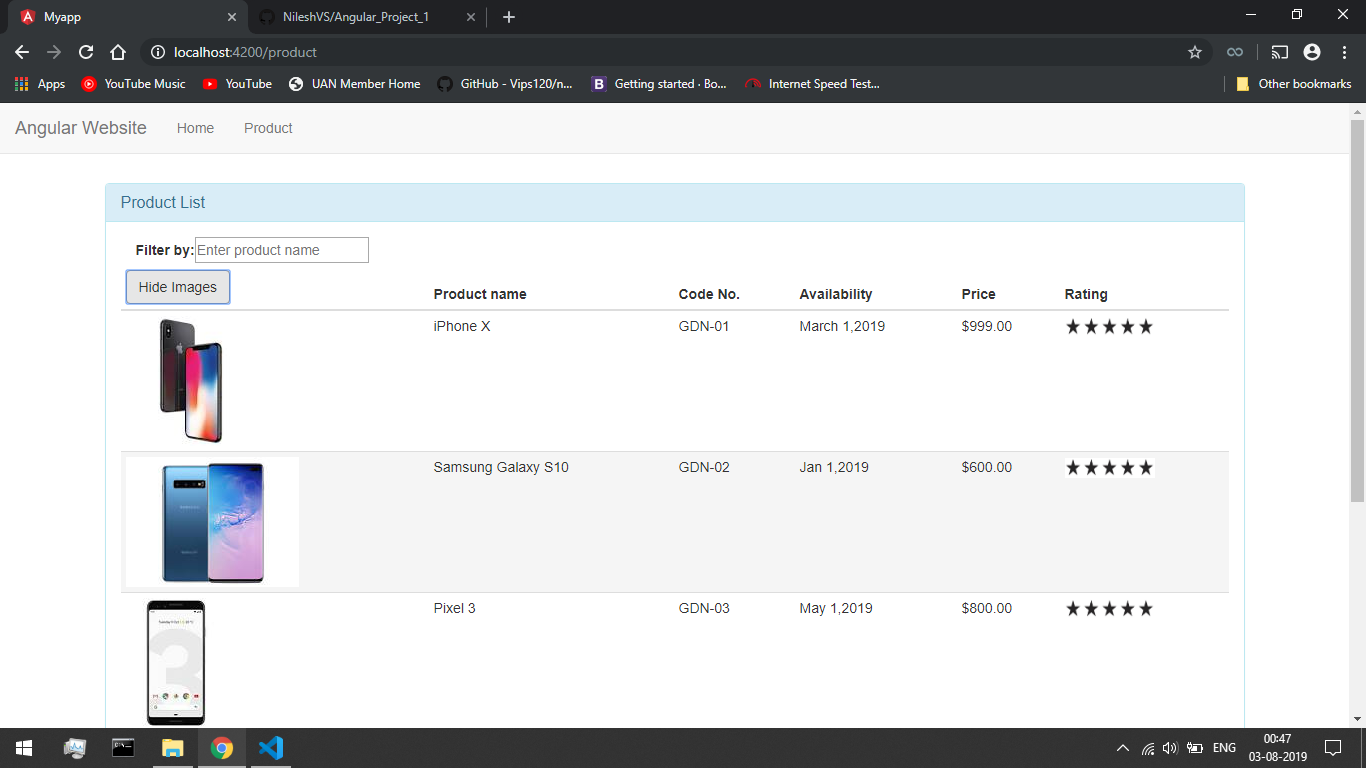 Myapp
NileshVS/Angular_Project_1
localhost:4200/product
Apps
YouTube Music
YouTube
UAN Member Home
GitHub - Vips120/n...
B
Getting started · Bo...
Internet Speed Test...
Other bookmarks
Angular Website
Home
Product
Product List
Filter by:
Enter product name
Hide Images
Product name
Code No.
Availability
Price
Rating
iPhone X
GDN-01
March 1,2019
$999.00
Samsung Galaxy S10
GDN-02
Jan 1,2019
$600.00
Pixel 3
GDN-03
May 1,2019
$800.00
ENG
00:47
03-08-2019